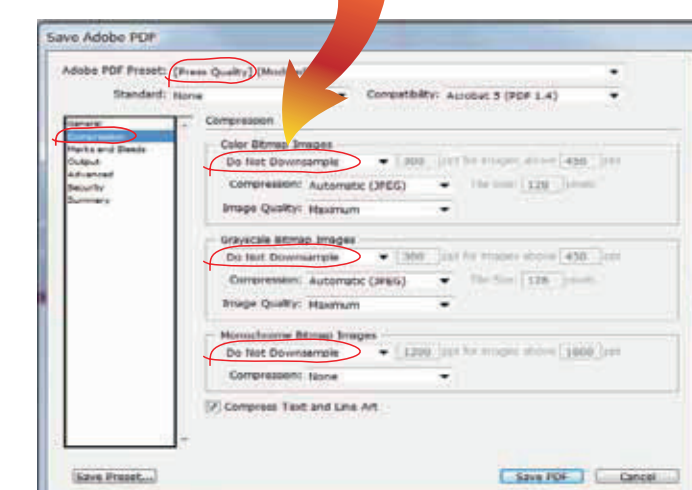 Save Adobe PDF
Adobe PDF Preset: [Press Quality]
Standard: None Compatibility: Acrobat 5 (PDF 1.4)
General
Compression
Marks and Bleeds
Output
Advanced
Security
Summary
Compression
Color Bitmap Images
Do Not Downsample 300 ppi for images above 450 ppi
Compression: Automatic (JPEG) Tile Size: 128 pixels
Image Quality: Maximum
Grayscale Bitmap Images
Do Not Downsample 300 ppi for images above 450 ppi
Compression: Automatic (JPEG) Tile Size: 128 pixels
Image Quality: Maximum
Monochrome Bitmap Images
Do Not Downsample 1200 ppi for images above 1800 ppi
Compression: None
Compress Text and Line Art
Save Preset...
Save PDF Cancel